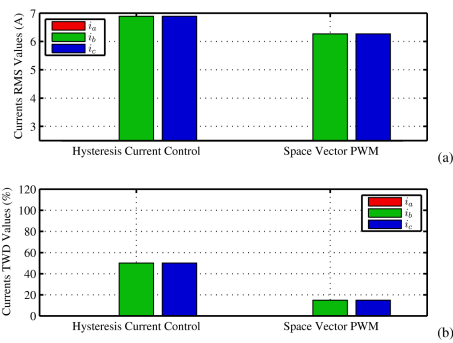 7
6
5
4
3
Currents RMS Values (A)
i_a
i_b
i_c
Hysteresis Current Control
Space Vector PWM
(a)
120
100
80
60
40
20
0
Currents TWD Values (%)
i_a
i_b
i_c
Hysteresis Current Control
Space Vector PWM
(b)